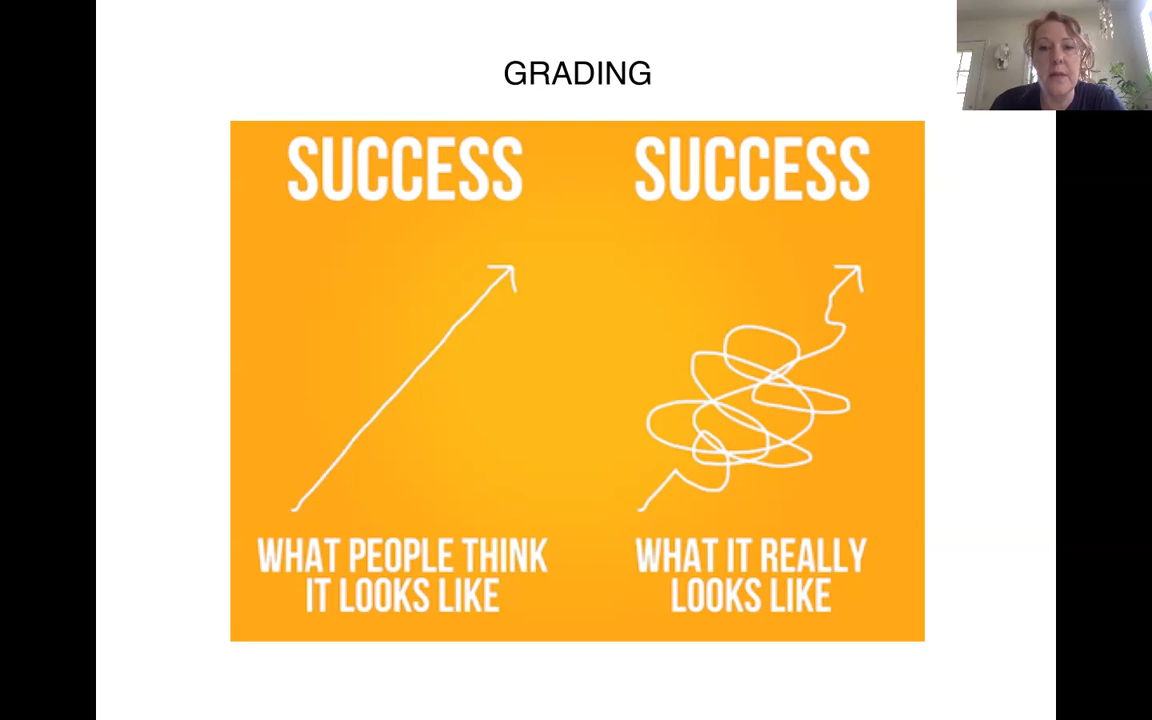 GRADING
SUCCESS
SUCCESS
WHAT PEOPLE THINK
IT LOOKS LIKE
WHAT IT REALLY
LOOKS LIKE